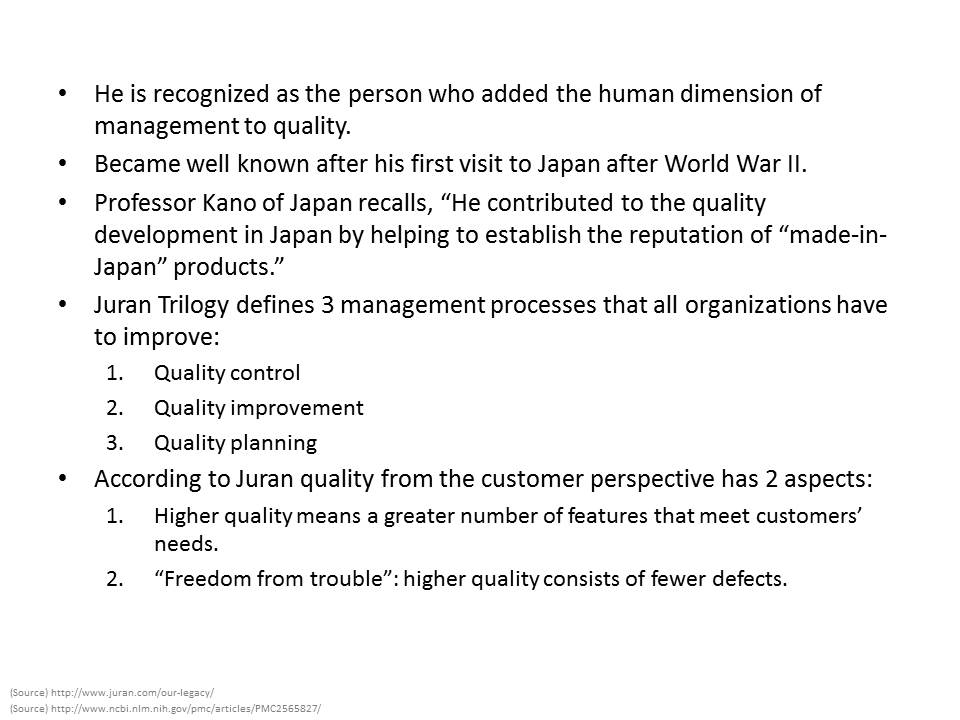 • He is recognized as the person who added the human dimension of
management to quality.
• Became well known after his first visit to Japan after World War II.
• Professor Kano of Japan recalls, “He contributed to the quality
development in Japan by helping to establish the reputation of “made-in-
Japan” products.”
• Juran Trilogy defines 3 management processes that all organizations have
to improve:
1. Quality control
2. Quality improvement
3. Quality planning
• According to Juran quality from the customer perspective has 2 aspects:
1. Higher quality means a greater number of features that meet customers’
needs.
2. “Freedom from trouble”: higher quality consists of fewer defects.
(Source) http://www.juran.com/our-legacy/
(Source) http://www.ncbi.nlm.nih.gov/pmc/articles/PMC2565827/